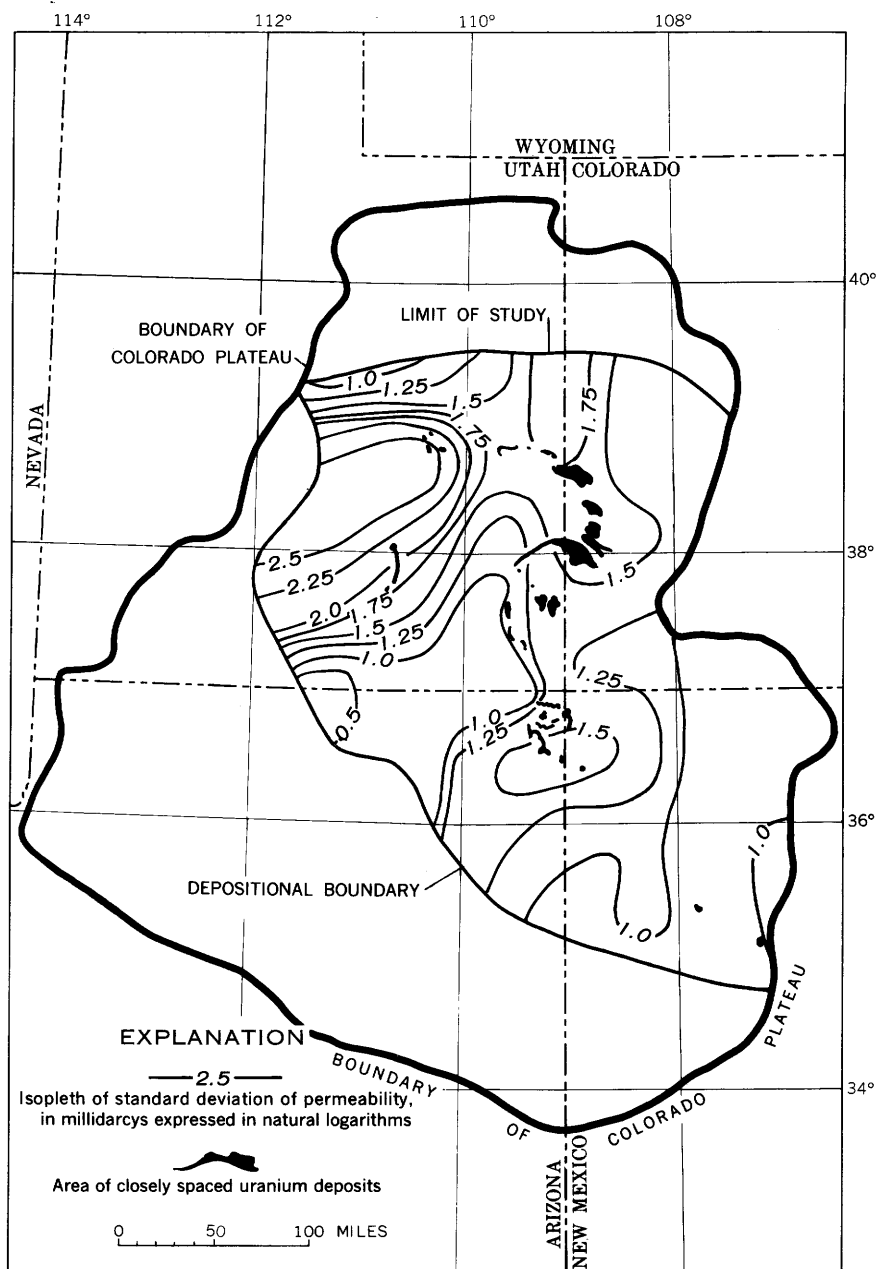 114°
112°
110°
108°
WYOMING
UTAH
COLORADO
40°
LIMIT OF STUDY
BOUNDARY OF
COLORADO PLATEAU
1.0
1.25
1.5
1.75
1.75
NEVADA
38°
2.5
2.25
2.0
1.75
1.5
1.25
1.0
1.5
1.25
0.5
1.0
1.25
1.5
36°
1.0
DEPOSITIONAL BOUNDARY
1.0
EXPLANATION
2.5
Isopleth of standard deviation of permeability,
in millidarcys expressed in natural logarithms
Area of closely spaced uranium deposits
0 50 100 MILES
BOUNDARY OF COLORADO PLATEAU
34°
ARIZONA
NEW MEXICO